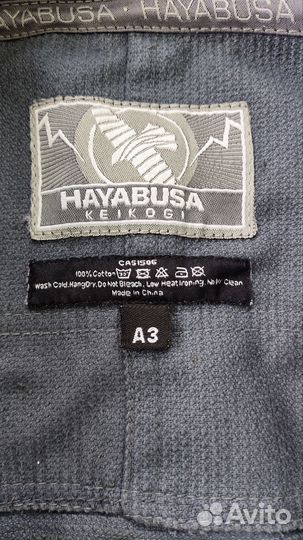 HAYABUSA HAYABUSA
HAYABUSA
KEIKOGI
CAS1506
100% Cotton
Wash Cold, Hang Dry, Do Not Bleach, Low Heat Ironing, No Dry Clean
Made in China
A3
Avito